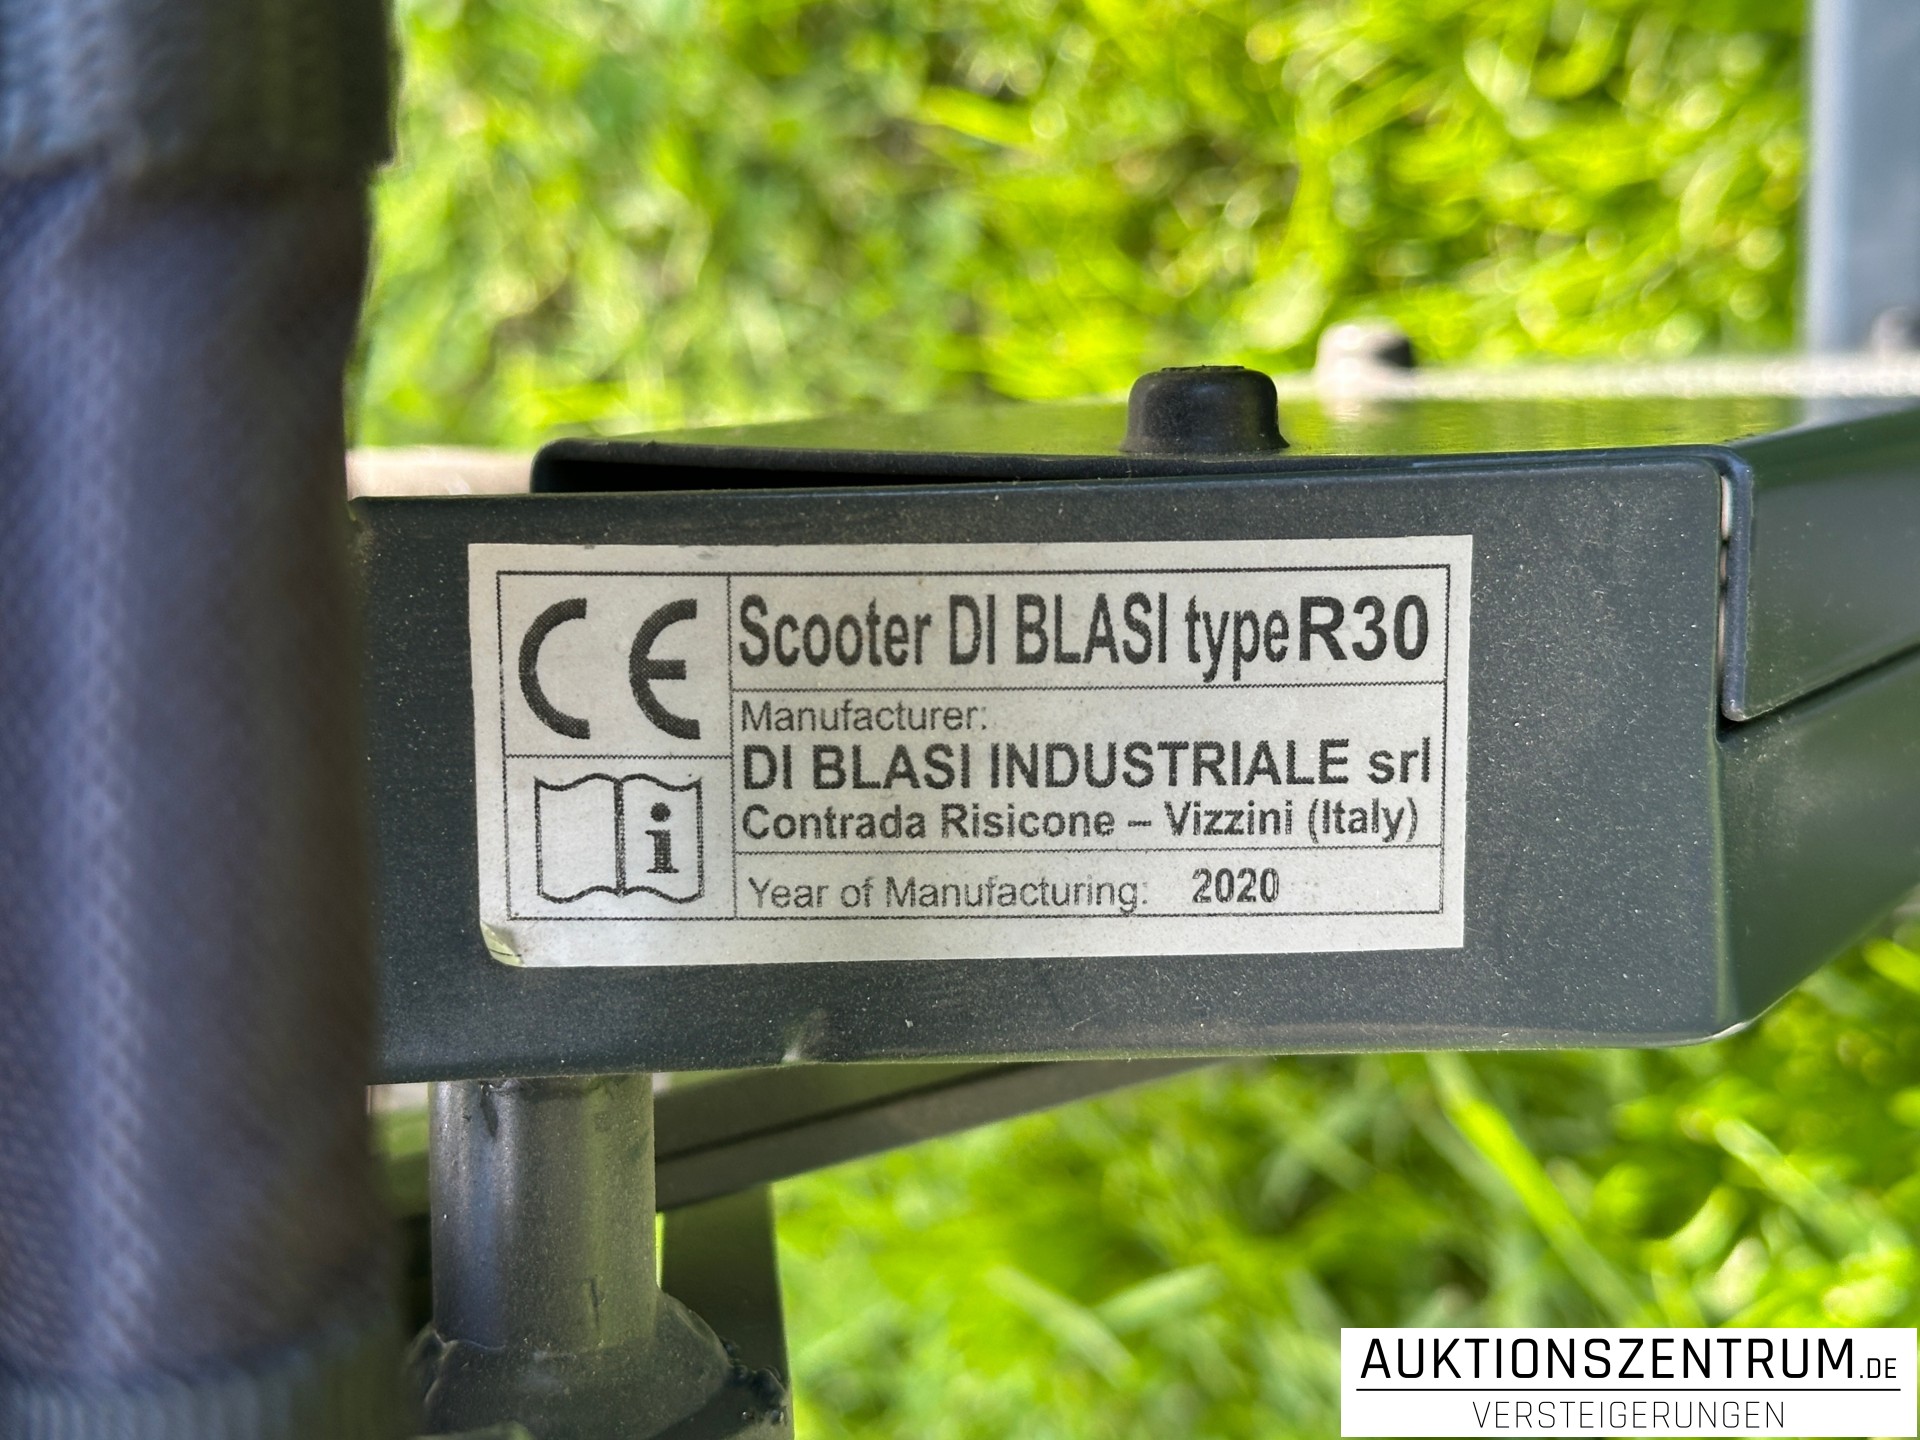 CE
Scooter DI BLASI type R30
Manufacturer:
DI BLASI INDUSTRIALE srl
Contrada Risicone – Vizzini (Italy)
i
Year of Manufacturing: 2020
AUKTIONSZENTRUM.DE
VERSTEIGERUNGEN